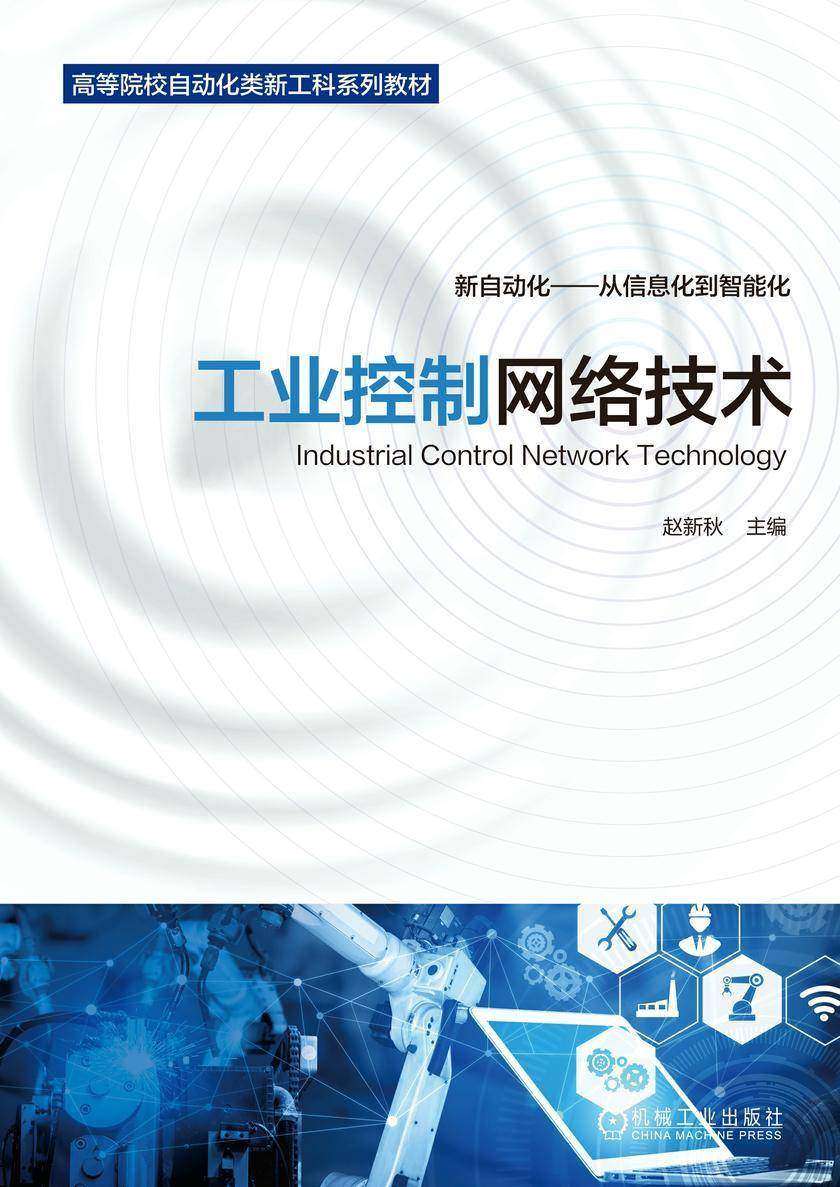 高等院校自动化类新工科系列教材
新自动化——从信息化到智能化
工业控制网络技术
Industrial Control Network Technology
赵新秋 主编
机械工业出版社
CHINA MACHINE PRESS